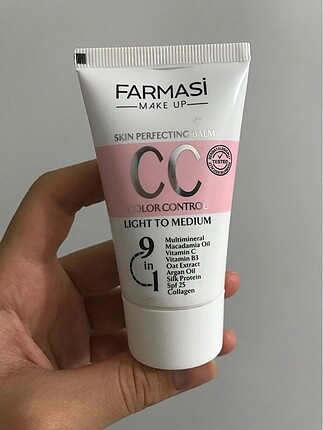 FARMASi
MAKE UP
SKIN PERFECTING BALM
CC
COLOR CONTROL
LIGHT TO MEDIUM
9 in 1
Multimineral
Macadamia Oil
Vitamin C
Vitamin B3
Oat Extract
Argan Oil
Silk Protein
Spf 25
Collagen
TESTED